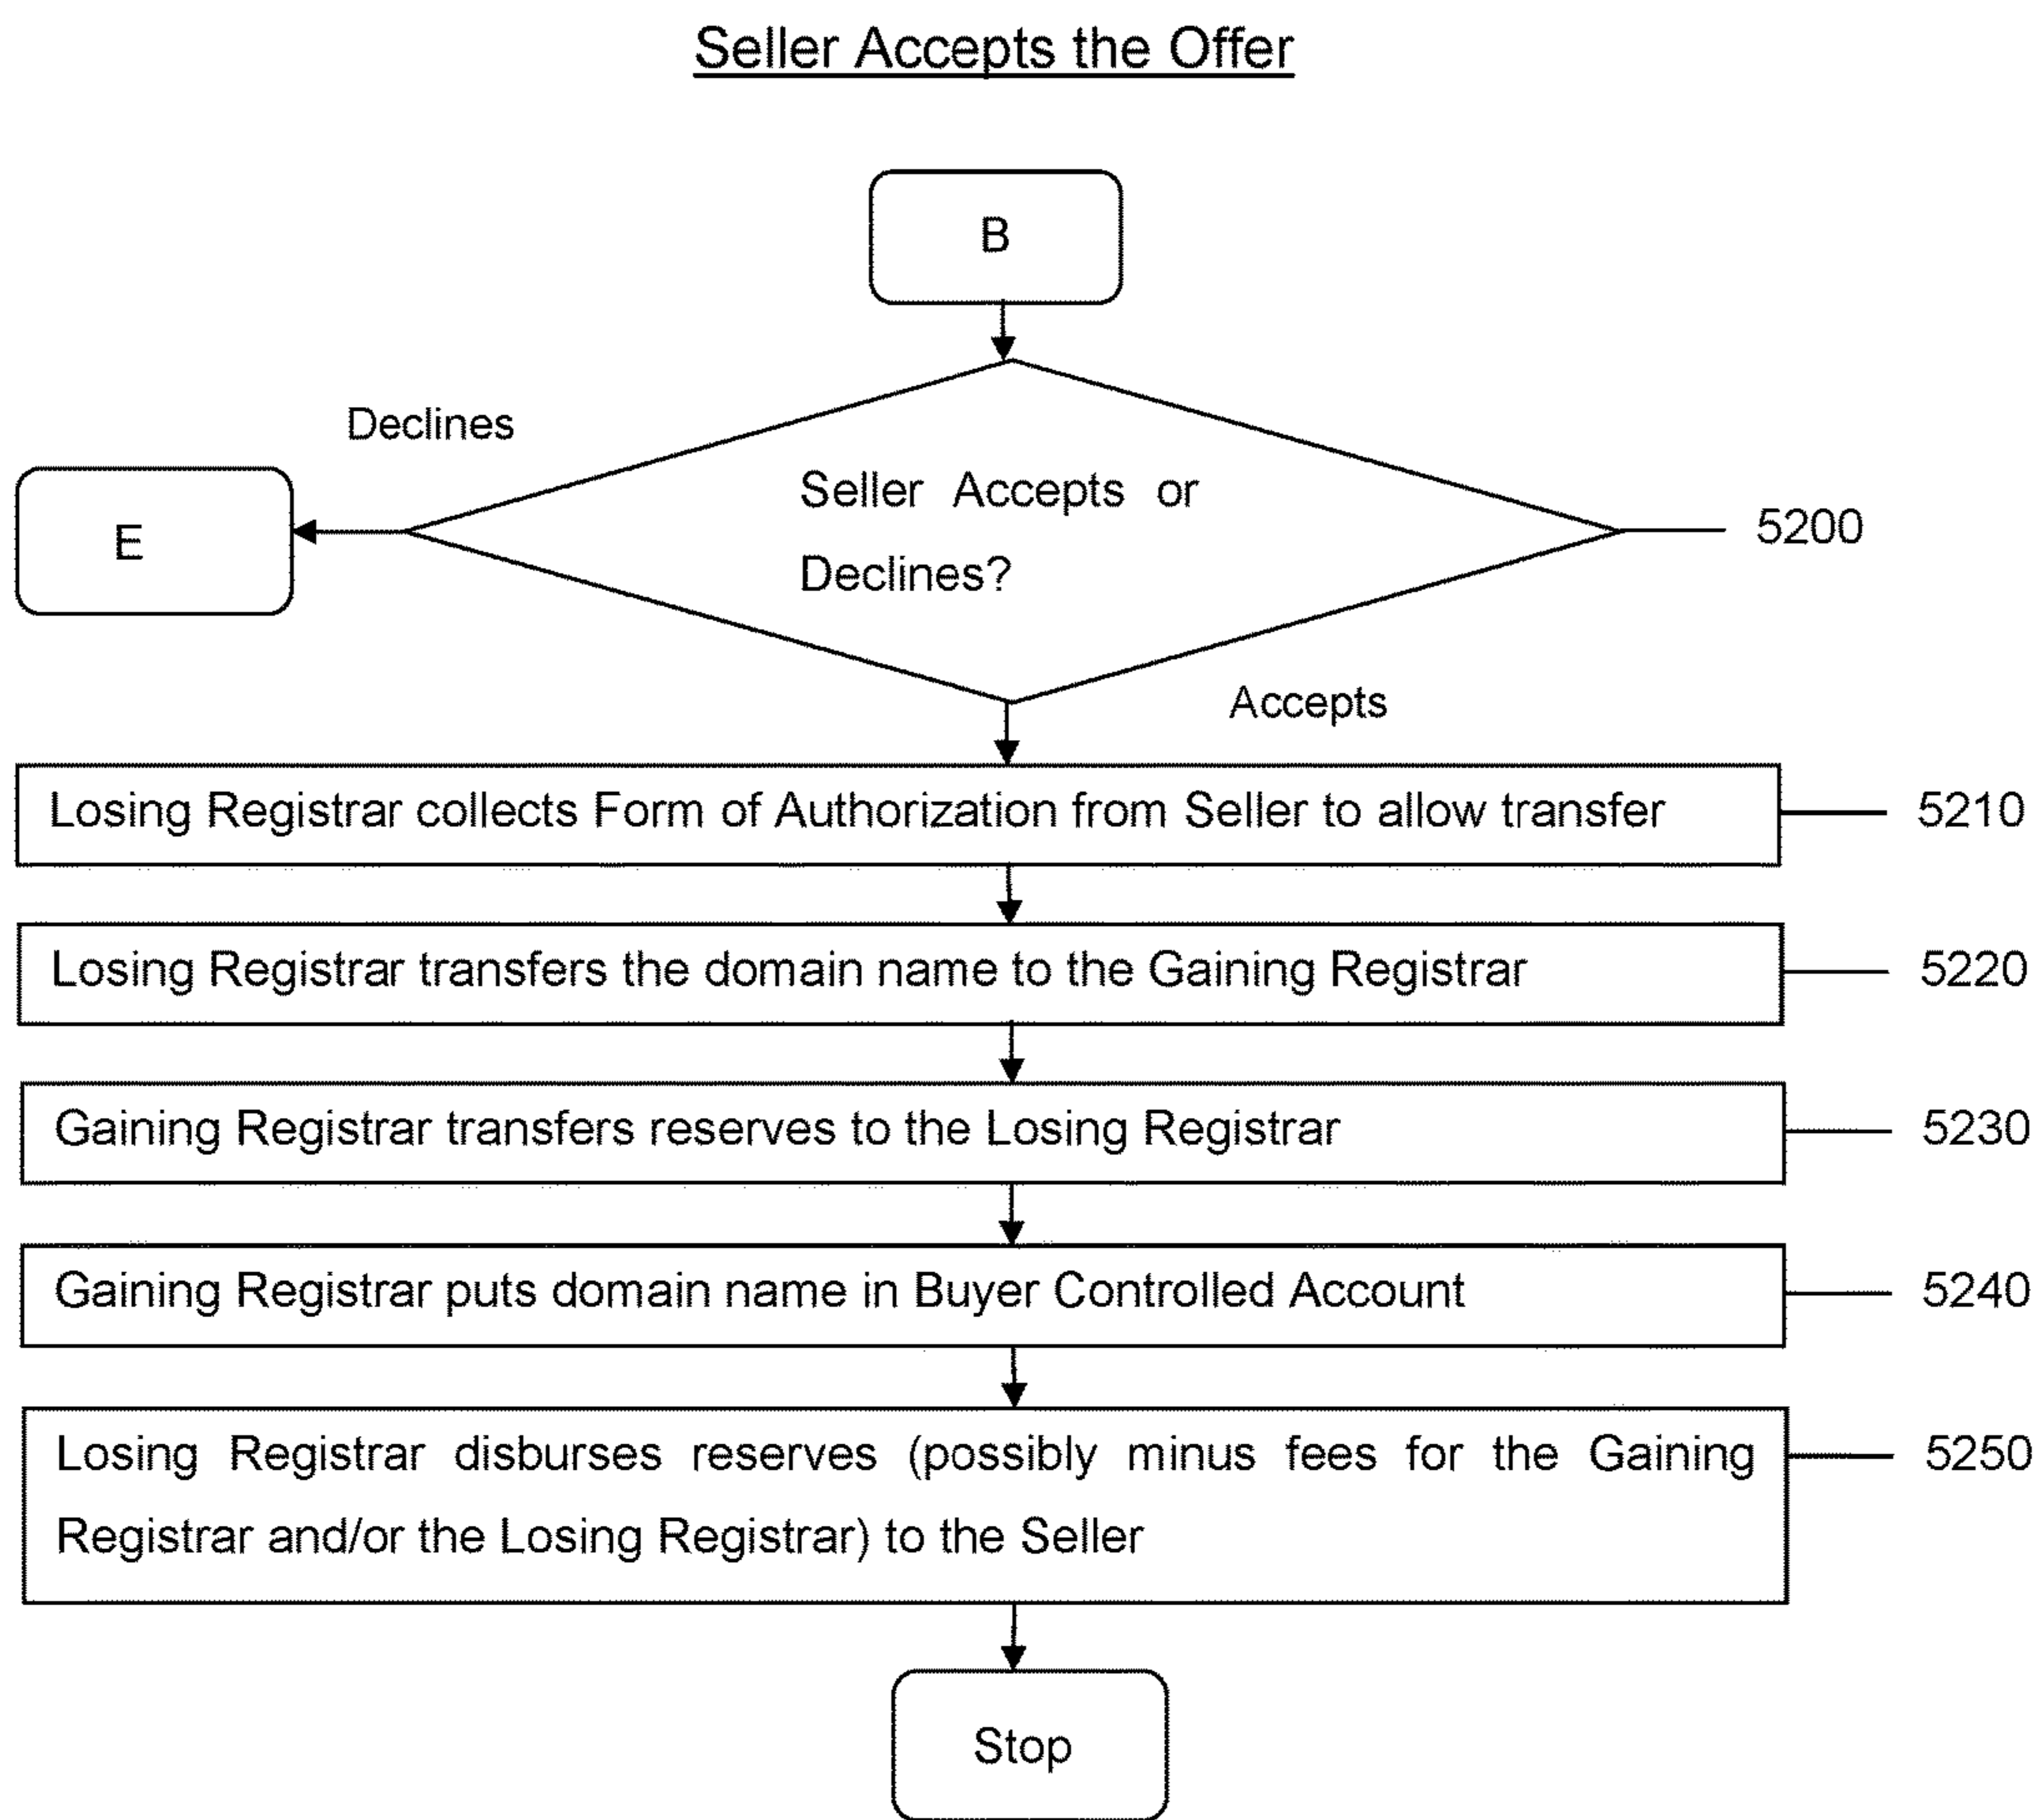 Seller Accepts the Offer
B
Declines
Seller Accepts or
Declines?
E
5200
Accepts
Losing Registrar collects Form of Authorization from Seller to allow transfer
5210
Losing Registrar transfers the domain name to the Gaining Registrar
5220
Gaining Registrar transfers reserves to the Losing Registrar
5230
Gaining Registrar puts domain name in Buyer Controlled Account
5240
Losing Registrar disburses reserves (possibly minus fees for the Gaining
5250
Registrar and/or the Losing Registrar) to the Seller
Stop